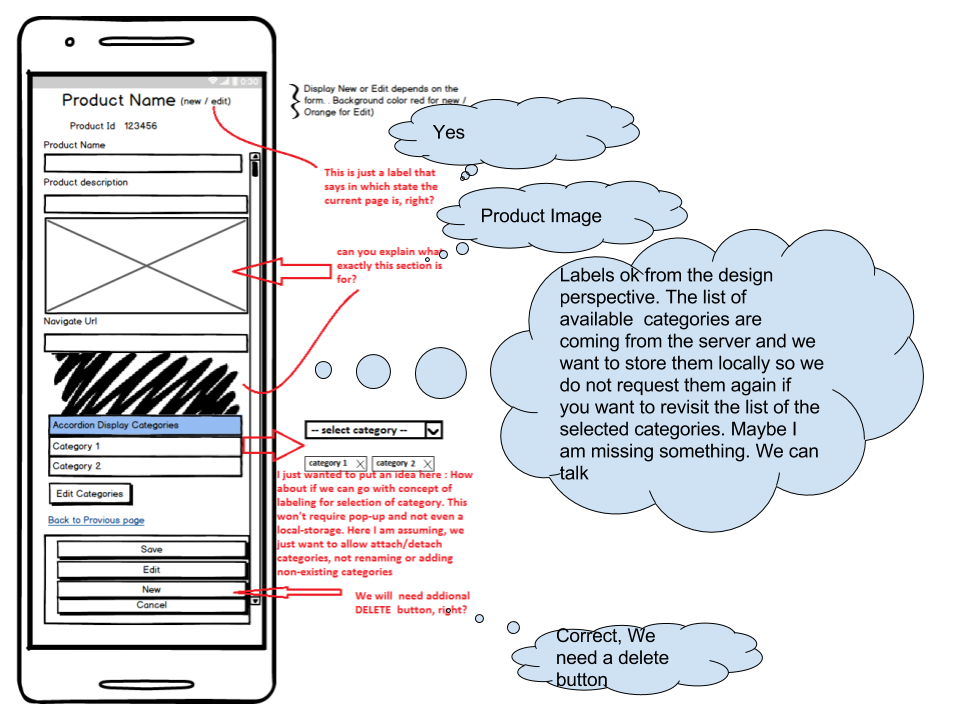 0:30
Product Name (new / edit)
Product Id 123456
Product Name
Product description
Navigate Url
Accordion Display Categories
Category 1
Category 2
Edit Categories
Back to Provious page
Save
Edit
New
Cancel
Display New or Edit depends on the
form. . Background color red for new /
Orange for Edit)
Yes
This is just a label that
says in which state the
current page is, right?
Product Image
can you explain what
exactly this section is
for?
Labels ok from the design
perspective. The list of
available categories are
coming from the server and we
want to store them locally so we
do not request them again if
you want to revisit the list of the
selected categories. Maybe I
am missing something. We can
talk
-- select category --
category 1 X
category 2 X
I just wanted to put an idea here : How
about if we can go with concept of
labeling for selection of category. This
won't require pop-up and not even a
local-storage. Here I am assuming, we
just want to allow attach/detach
categories, not renaming or adding
non-existing categories
We will need addional
DELETE button, right?
Correct, We
need a delete
button